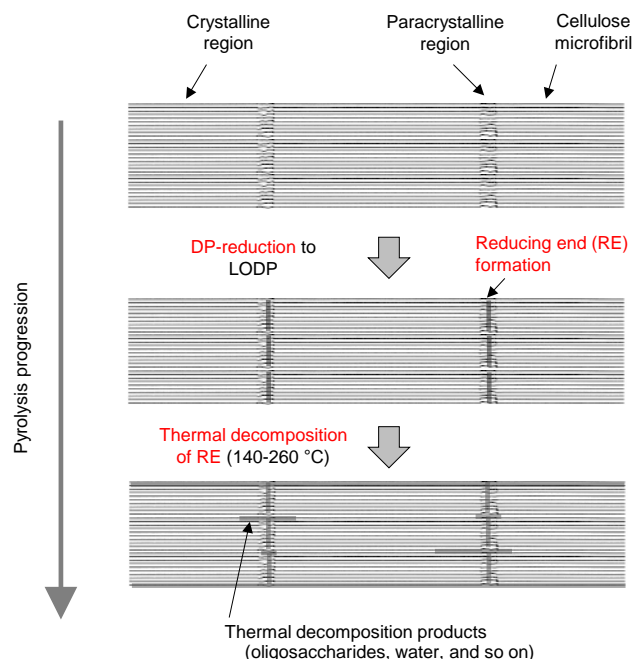 Crystalline
region
Paracrystalline
region
Cellulose
microfibril
DP-reduction to
LODP
Reducing end (RE)
formation
Pyrolysis progression
Thermal decomposition
of RE (140-260 °C)
Thermal decomposition products
(oligosaccharides, water, and so on)